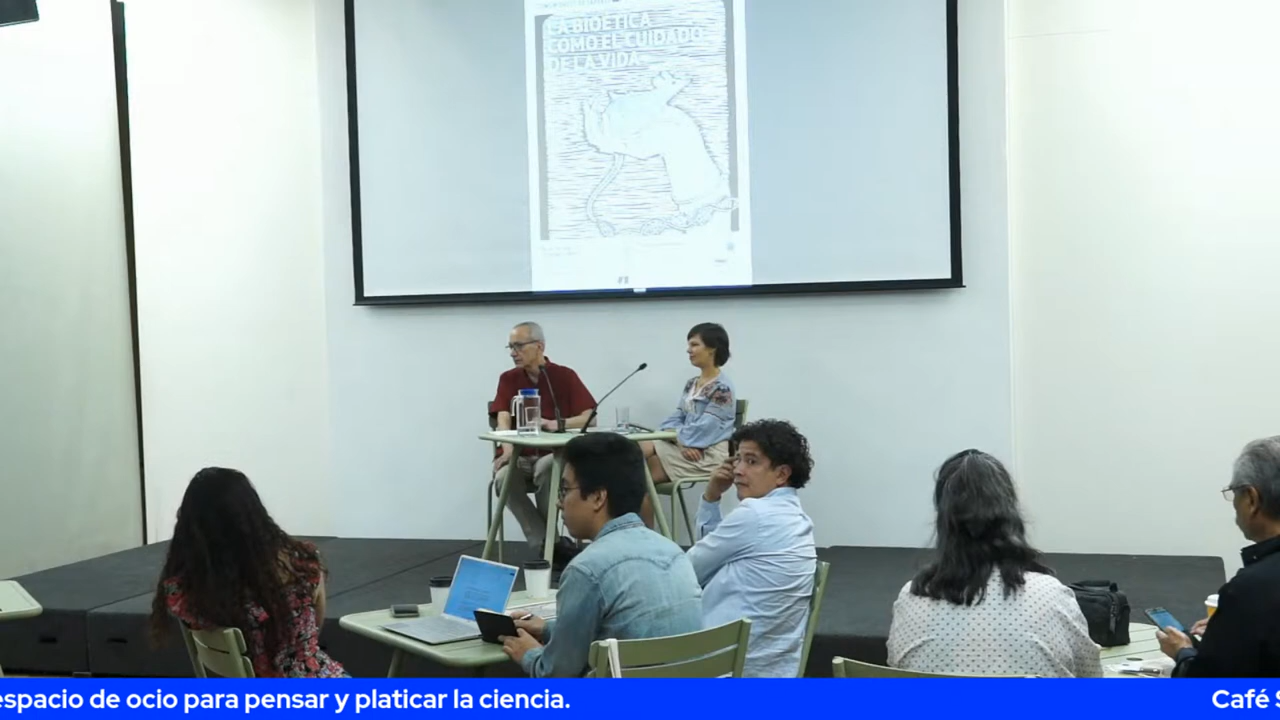 LA BIOÉTICA
COMO EL CUIDADO
DE LA VIDA
espacio de ocio para pensar y platicar la ciencia.
Café